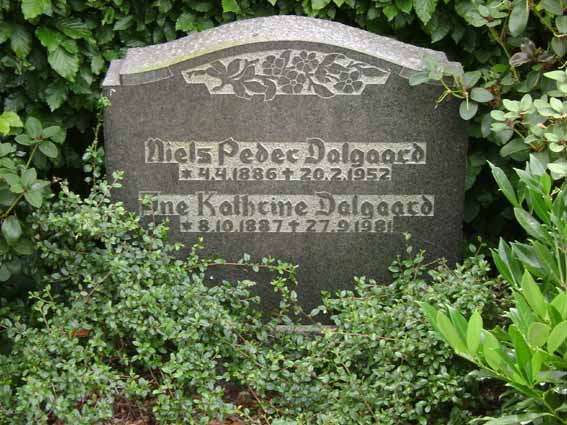 Niels Peder Dalgaard
* 4.4.1886 + 20.2.1952
Ane Kathrine Dalgaard
* 8.10.1887 + 27.9.1981